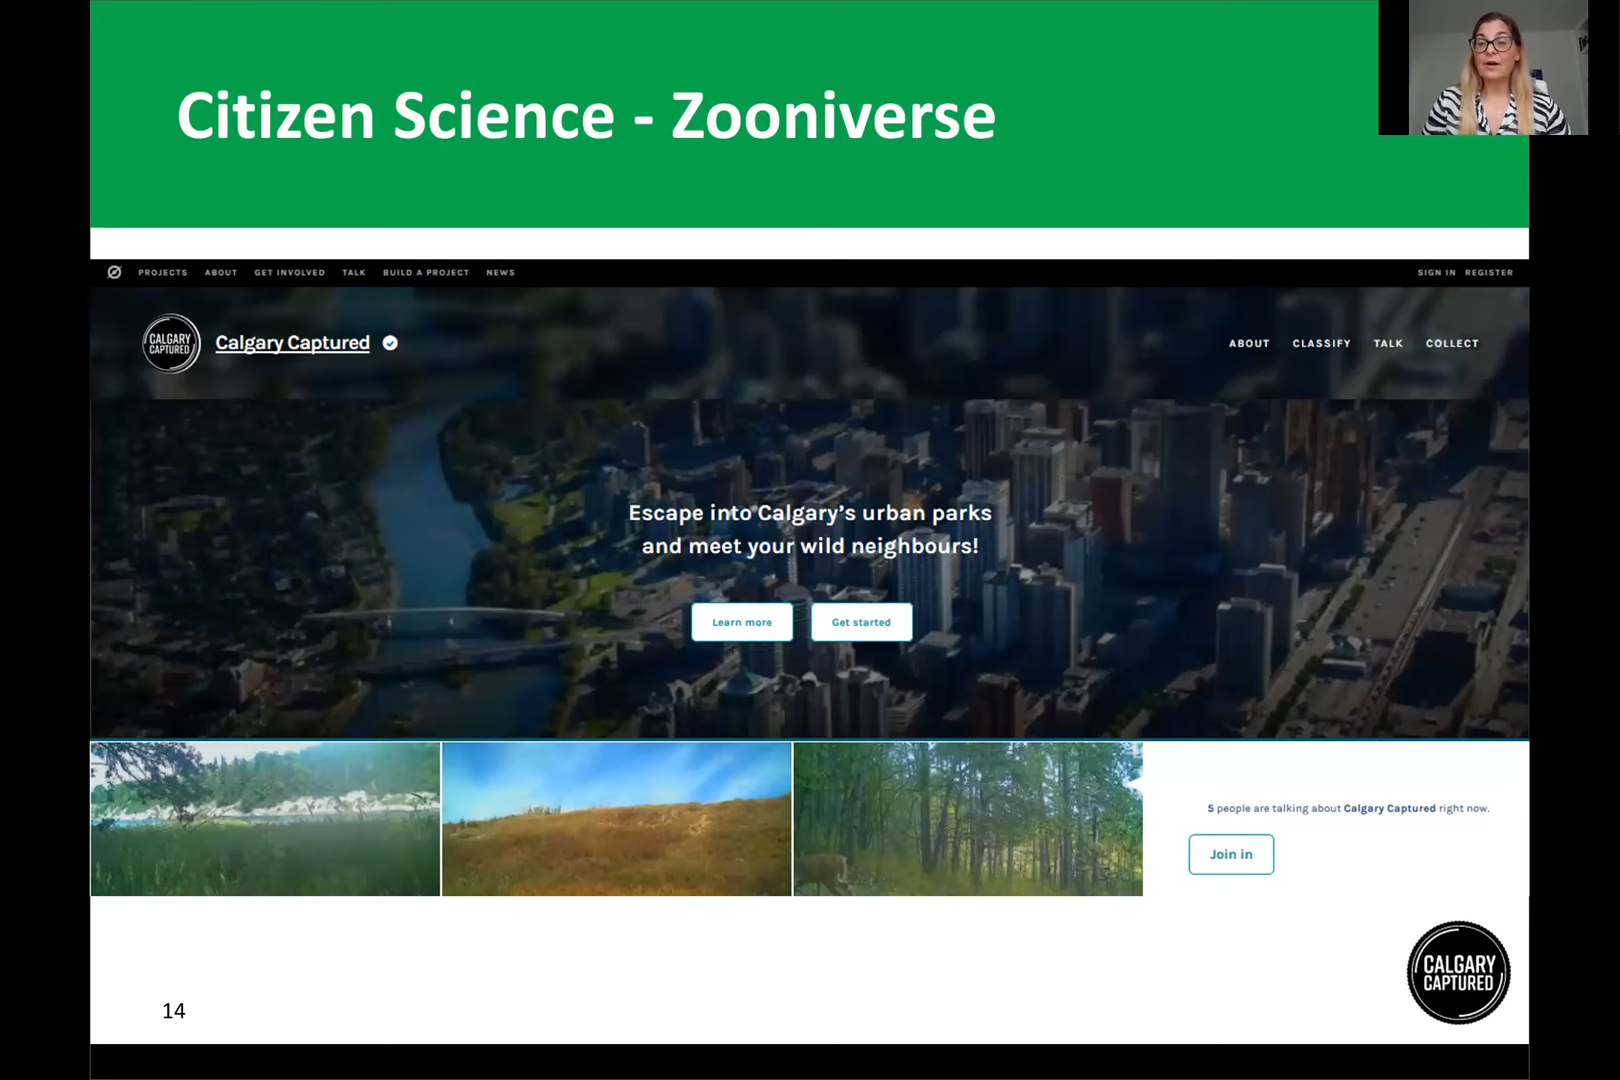 Citizen Science - Zooniverse
PROJECTS ABOUT GET INVOLVED TALK BUILD A PROJECT NEWS SIGN IN REGISTER
CALGARY
CAPTURED
Calgary Captured
ABOUT CLASSIFY TALK COLLECT
Escape into Calgary’s urban parks
and meet your wild neighbours!
Learn more Get started
5 people are talking about Calgary Captured right now.
Join in
CALGARY
CAPTURED
14